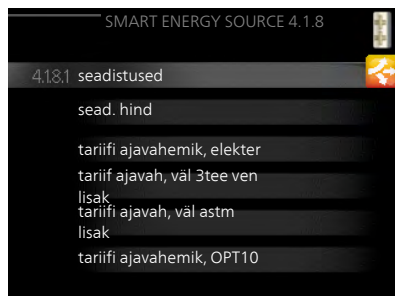 SMART ENERGY SOURCE 4.1.8
4.1.8.1 seadistused
sead. hind
tariifi ajavahemik, elekter
tariif ajavah, väl 3tee ven
lisak
tariifi ajavah, väl astm
lisak
tariifi ajavahemik, OPT10